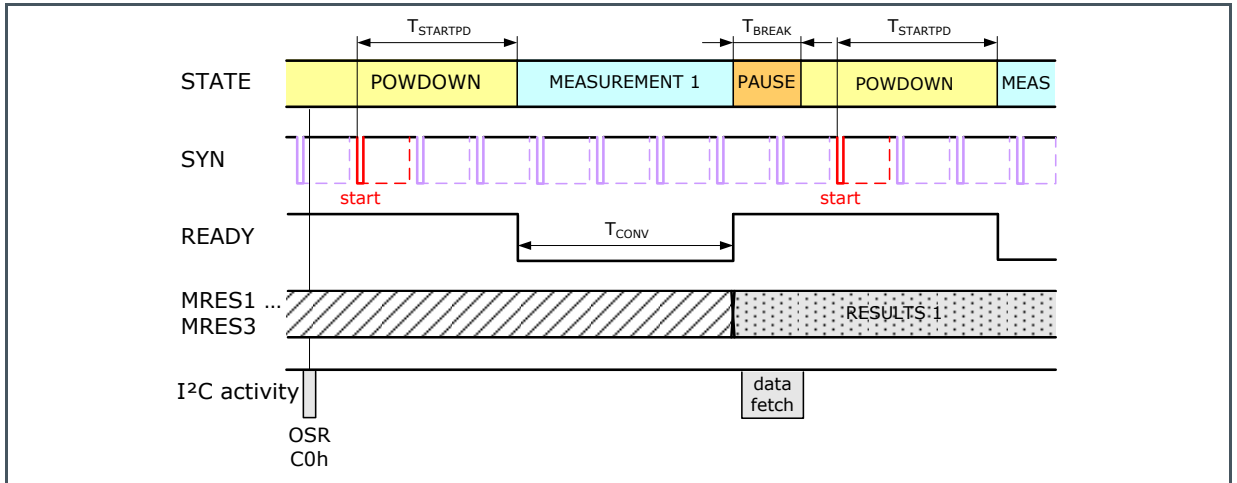 TSTARTPD TBREAK TSTARTPD
STATE POWDOWN MEASUREMENT 1 PAUSE POWDOWN MEAS
SYN
start start
READY TCONV
MRES1 ...
MRES3
RESULTS 1
I²C activity
data
fetch
OSR
C0h